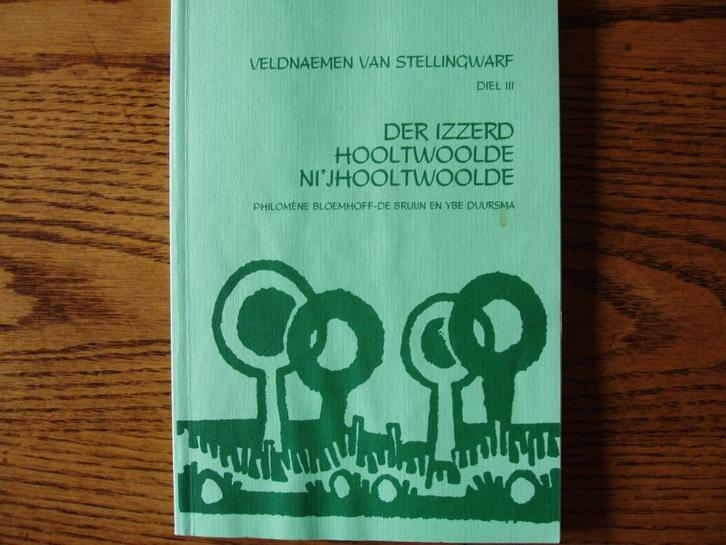 VELDNAEMEN VAN STELLINGWARF
DIEL III
DER IZZERD
HOOLTWOOLDE
NI'JHOOLTWOOLDE
PHILOMÈNE BLOEMHOFF-DE BRUIJN EN YBE DUURSMA